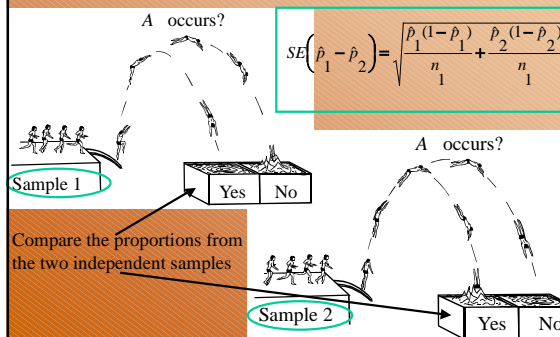 A occurs?
SE(p̂₁ - p̂₂) = √(p̂₁(1-p̂₁)/n₁ + p̂₂(1-p̂₂)/n₁)
Sample 1
Yes No
A occurs?
Compare the proportions from
the two independent samples
Sample 2
Yes No